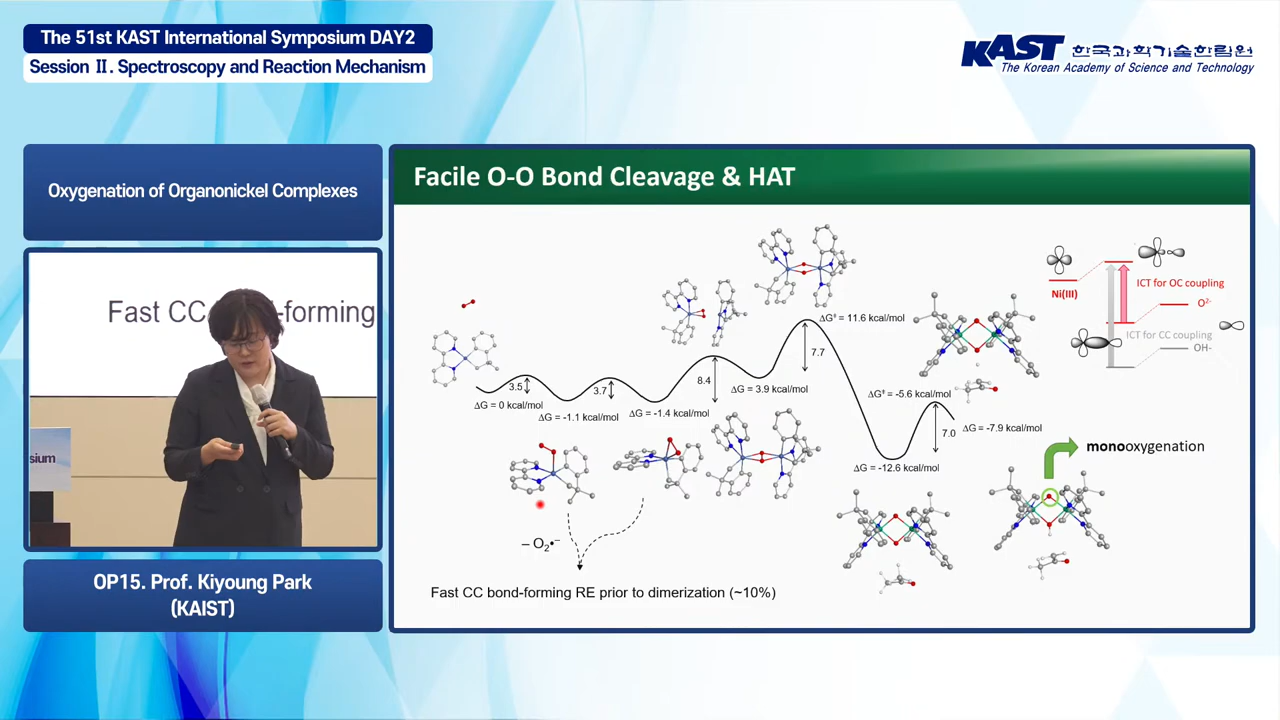 The 51st KAST International Symposium DAY2
Session II. Spectroscopy and Reaction Mechanism
KAST 한국과학기술한림원
The Korean Academy of Science and Technology
Oxygenation of Organonickel Complexes
Fast CC bond-forming
sium
OP15. Prof. Kiyoung Park
(KAIST)
Facile O-O Bond Cleavage & HAT
ICT for OC coupling
Ni(III)
O²⁻
ICT for CC coupling
OH-
ΔG‡ = 11.6 kcal/mol
7.7
3.5
3.7
8.4
ΔG = 3.9 kcal/mol
ΔG = 0 kcal/mol
ΔG = -1.1 kcal/mol
ΔG = -1.4 kcal/mol
ΔG‡ = -5.6 kcal/mol
7.0
ΔG = -7.9 kcal/mol
ΔG = -12.6 kcal/mol
monooxygenation
– O₂•⁻
Fast CC bond-forming RE prior to dimerization (~10%)